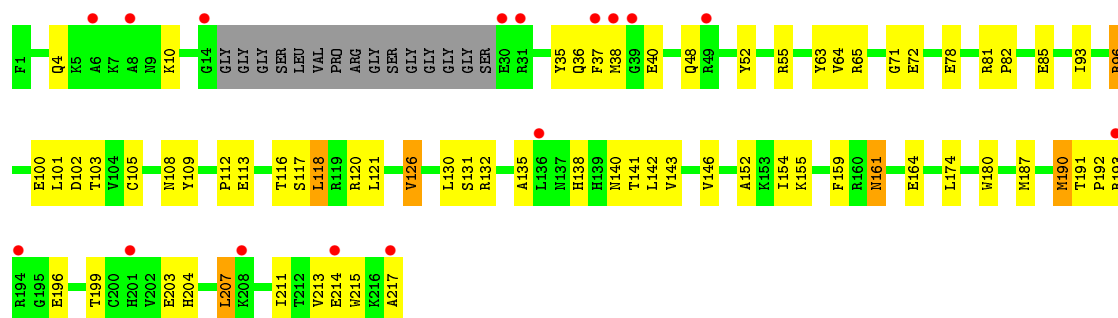 F1 Q4 K5 A6 K7 A8 N9 K10 G14 GLY GLY GLY SER LEU VAL PRO ARG GLY SER GLY GLY GLY GLY SER E30 R31 Y35 Q36 F37 M38 G39 E40 Q48 R49 Y52 R55 Y63 V64 R65 G71 E72 E78 R81 P82 E85 I93
E100 L101 D102 T103 V104 C105 N108 Y109 P112 E113 T116 S117 L118 R119 R120 L121 V126 L130 S131 R132 A135 L136 N137 H138 H139 N140 T141 L142 V143 V146 A152 K153 I154 K155 F159 R160 N161 E164 L174 W180 M187 M190 T191 P192
R194 G195 E196 T199 C200 H201 V202 E203 H204 L207 K208 I211 T212 V213 E214 W215 K216 A217